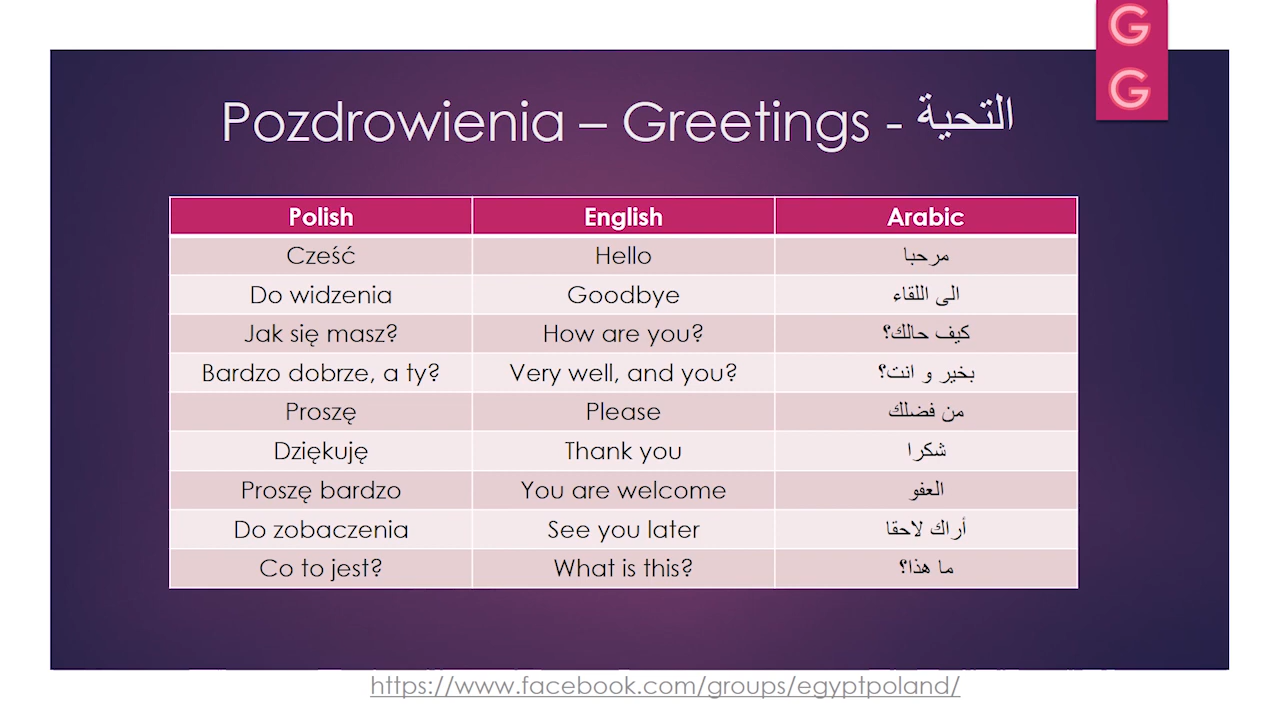 G
G
Pozdrowienia – Greetings - التحية
Polish English Arabic
Cześć Hello مرحبا
Do widzenia Goodbye الى اللقاء
Jak się masz? How are you? كيف حالك؟
Bardzo dobrze, a ty? Very well, and you? بخير و انت؟
Proszę Please من فضلك
Dziękuję Thank you شكرا
Proszę bardzo You are welcome العفو
Do zobaczenia See you later أراك لاحقا
Co to jest? What is this? ما هذا؟
https://www.facebook.com/groups/egyptpoland/